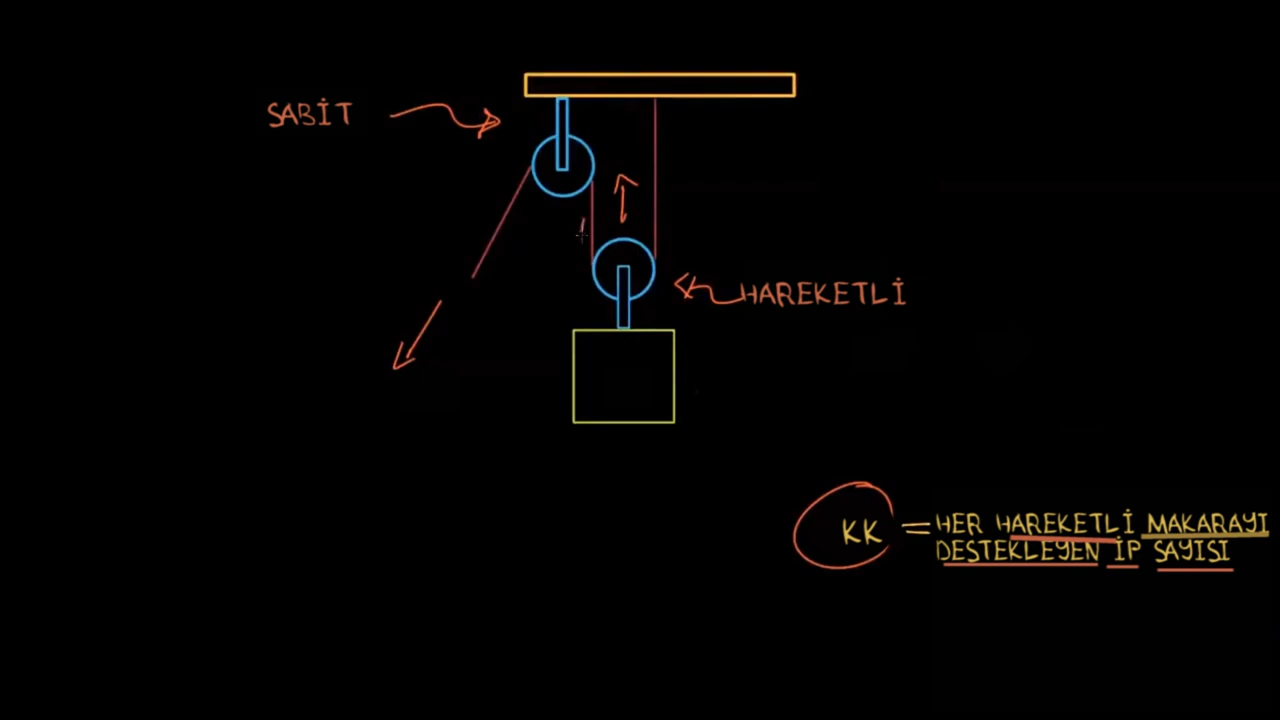 SABİT
HAREKETLİ
KK = HER HAREKETLİ MAKARAYI
DESTEKLEYEN İP SAYISI